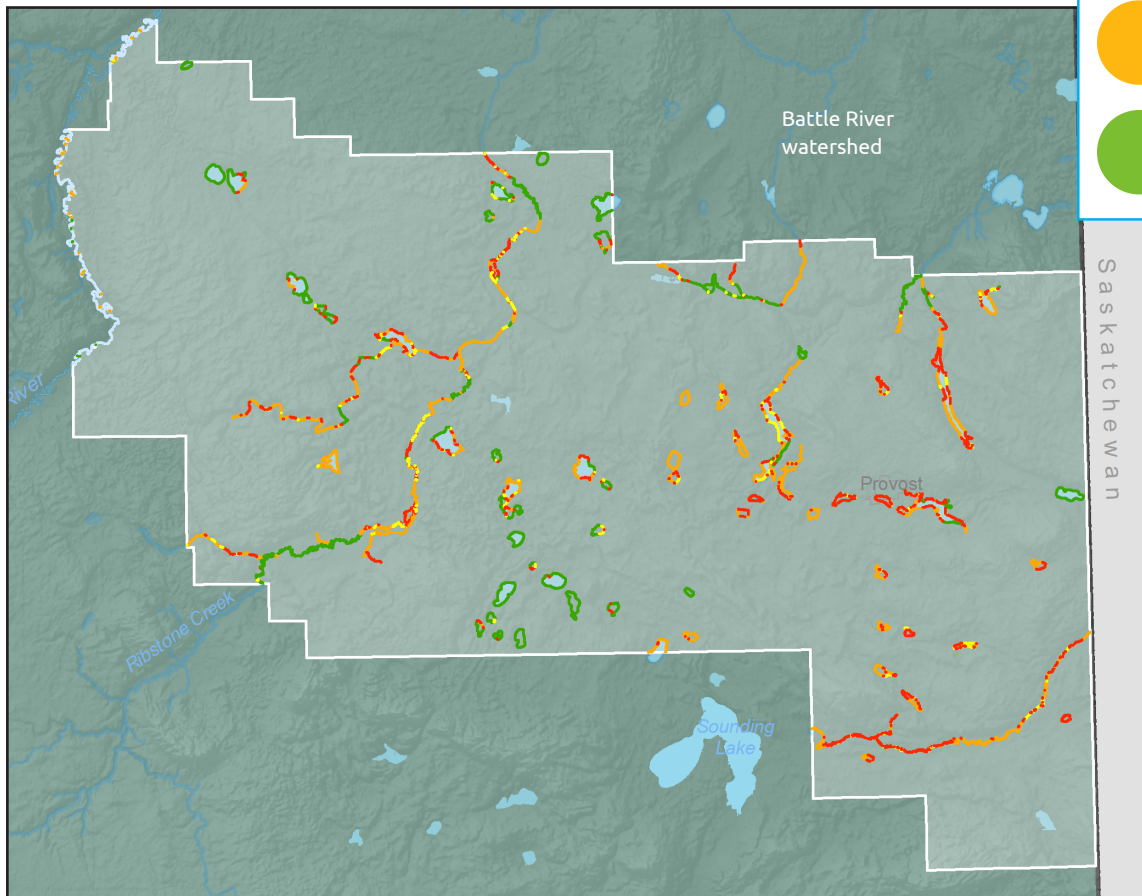 Battle River
watershed
Saskatchewan
River
Provost
Ribstone Creek
Sounding
Lake